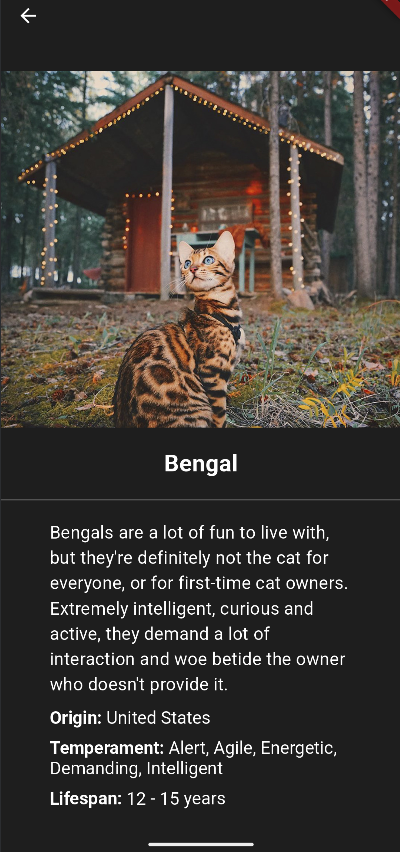 Bengal
Bengals are a lot of fun to live with,
but they're definitely not the cat for
everyone, or for first-time cat owners.
Extremely intelligent, curious and
active, they demand a lot of
interaction and woe betide the owner
who doesn't provide it.
Origin: United States
Temperament: Alert, Agile, Energetic,
Demanding, Intelligent
Lifespan: 12 - 15 years